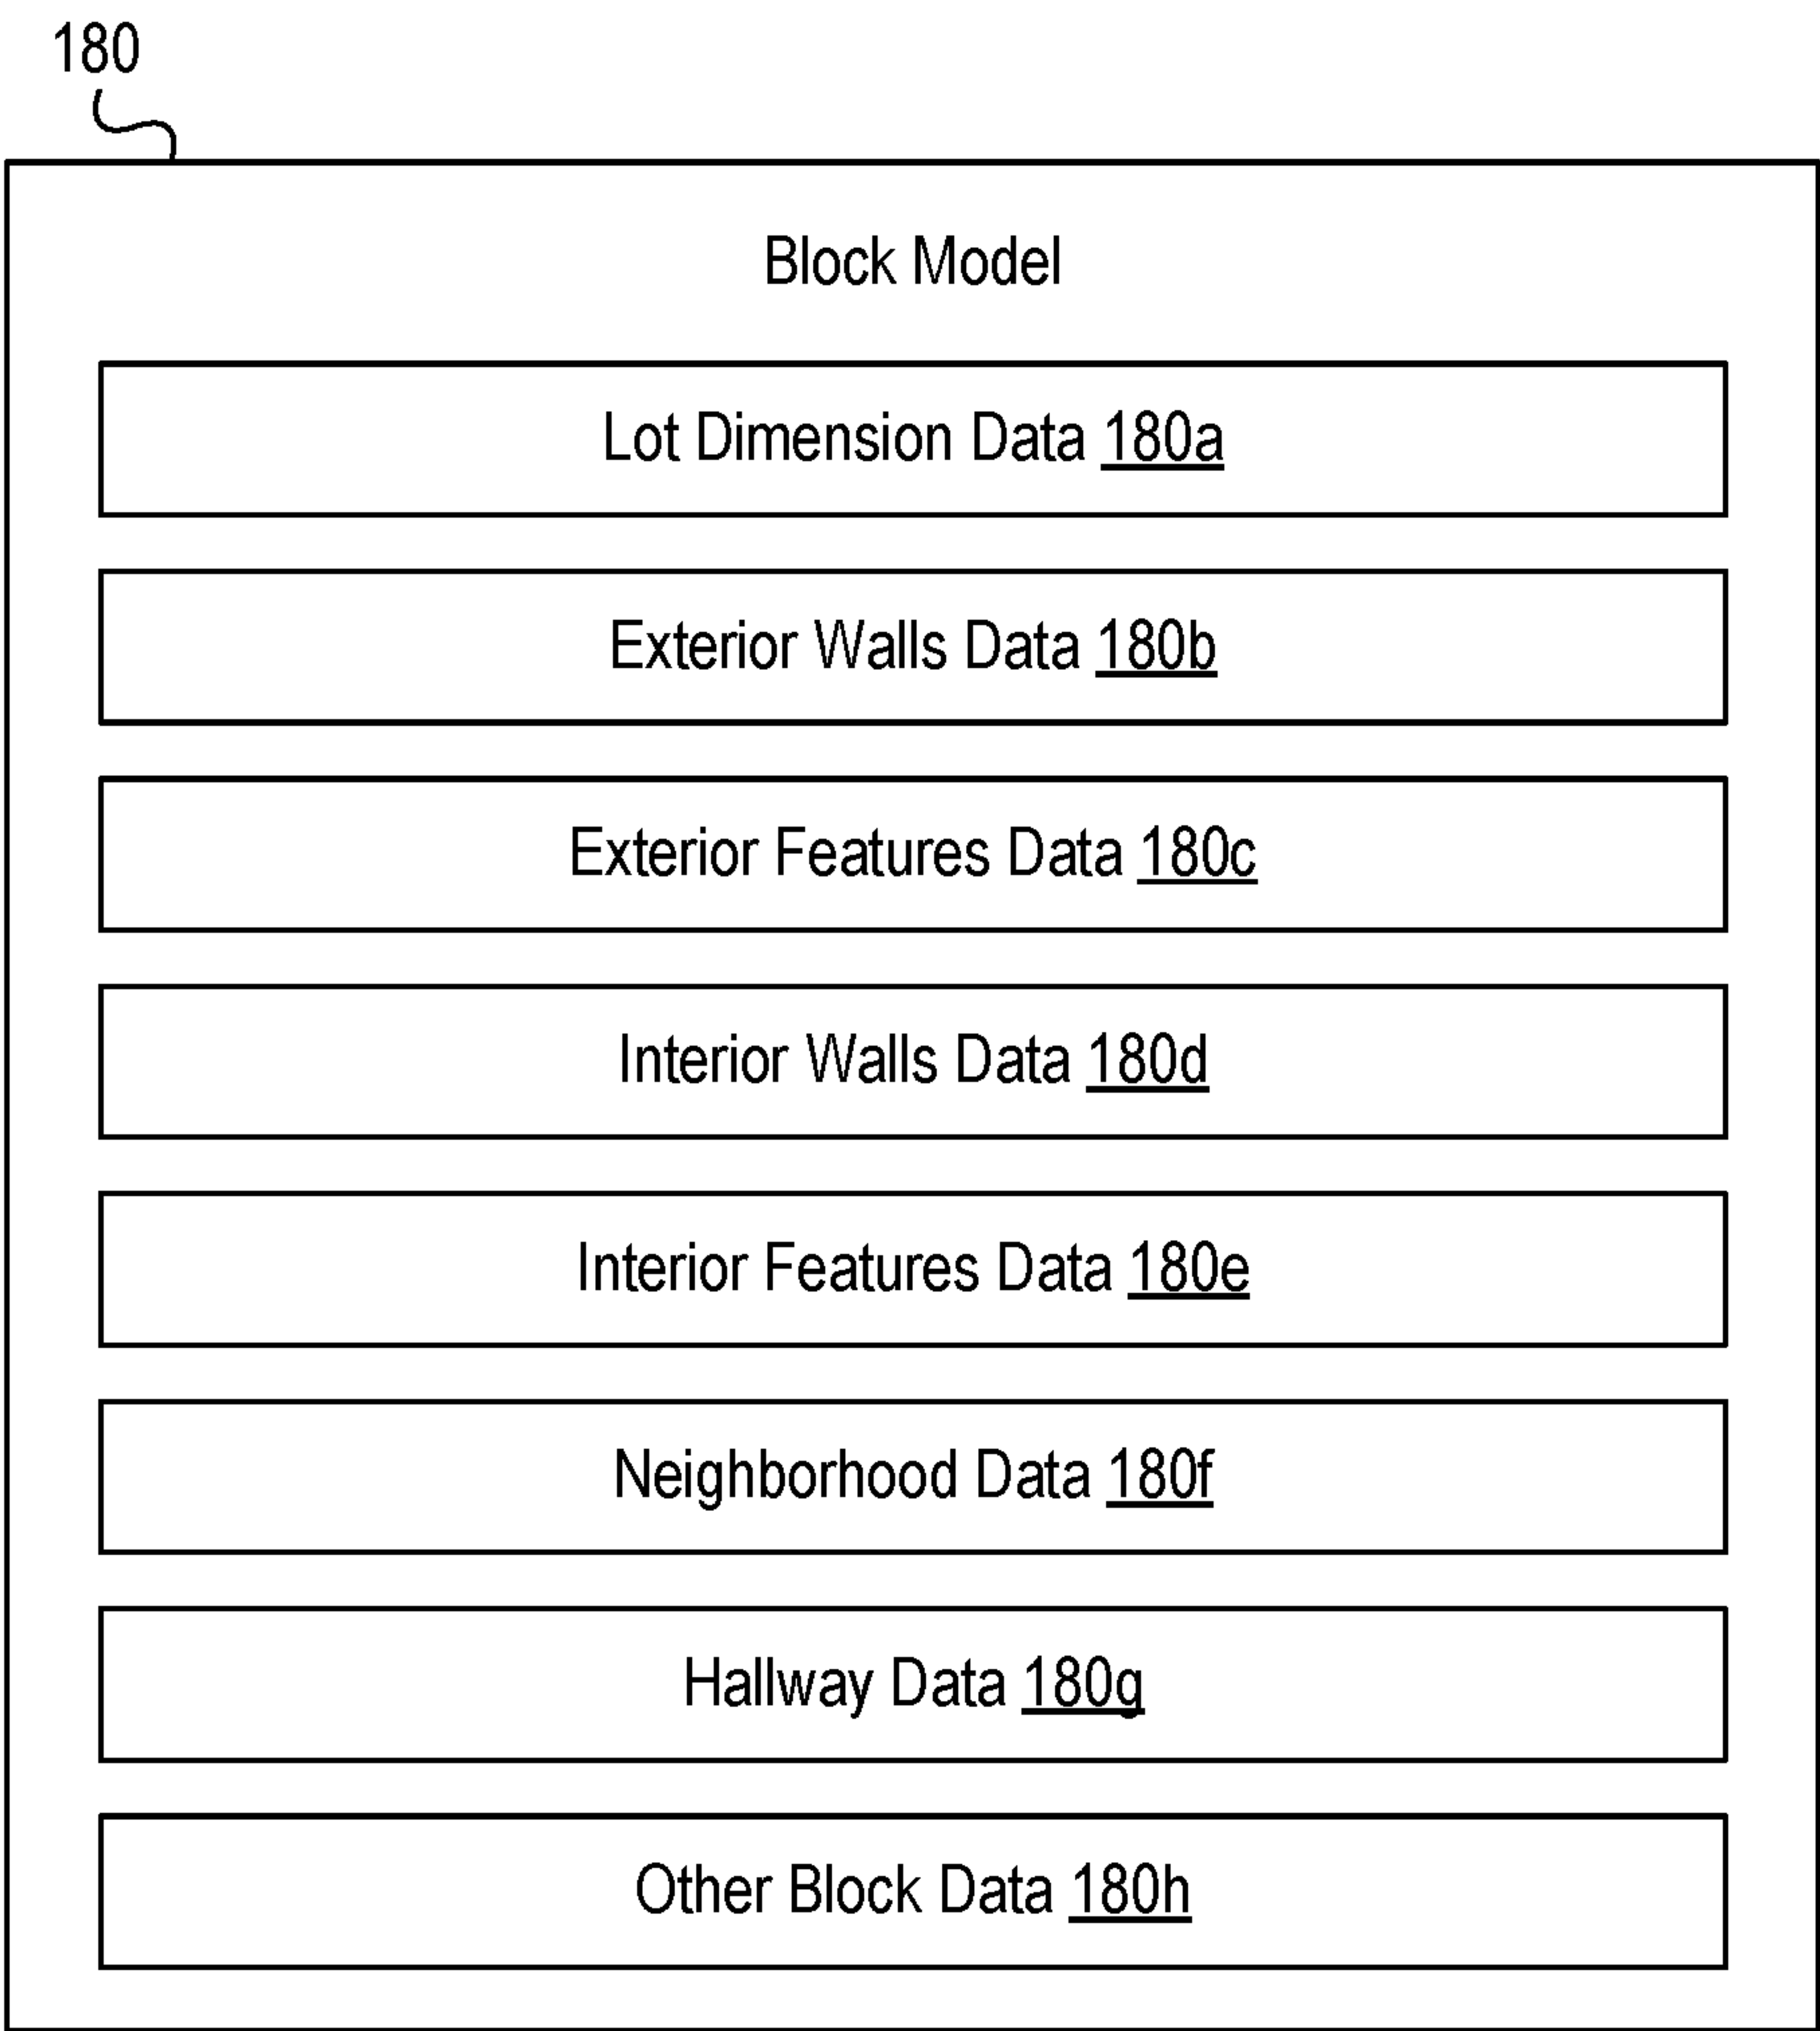 180
Block Model
Lot Dimension Data 180a
Exterior Walls Data 180b
Exterior Features Data 180c
Interior Walls Data 180d
Interior Features Data 180e
Neighborhood Data 180f
Hallway Data 180g
Other Block Data 180h